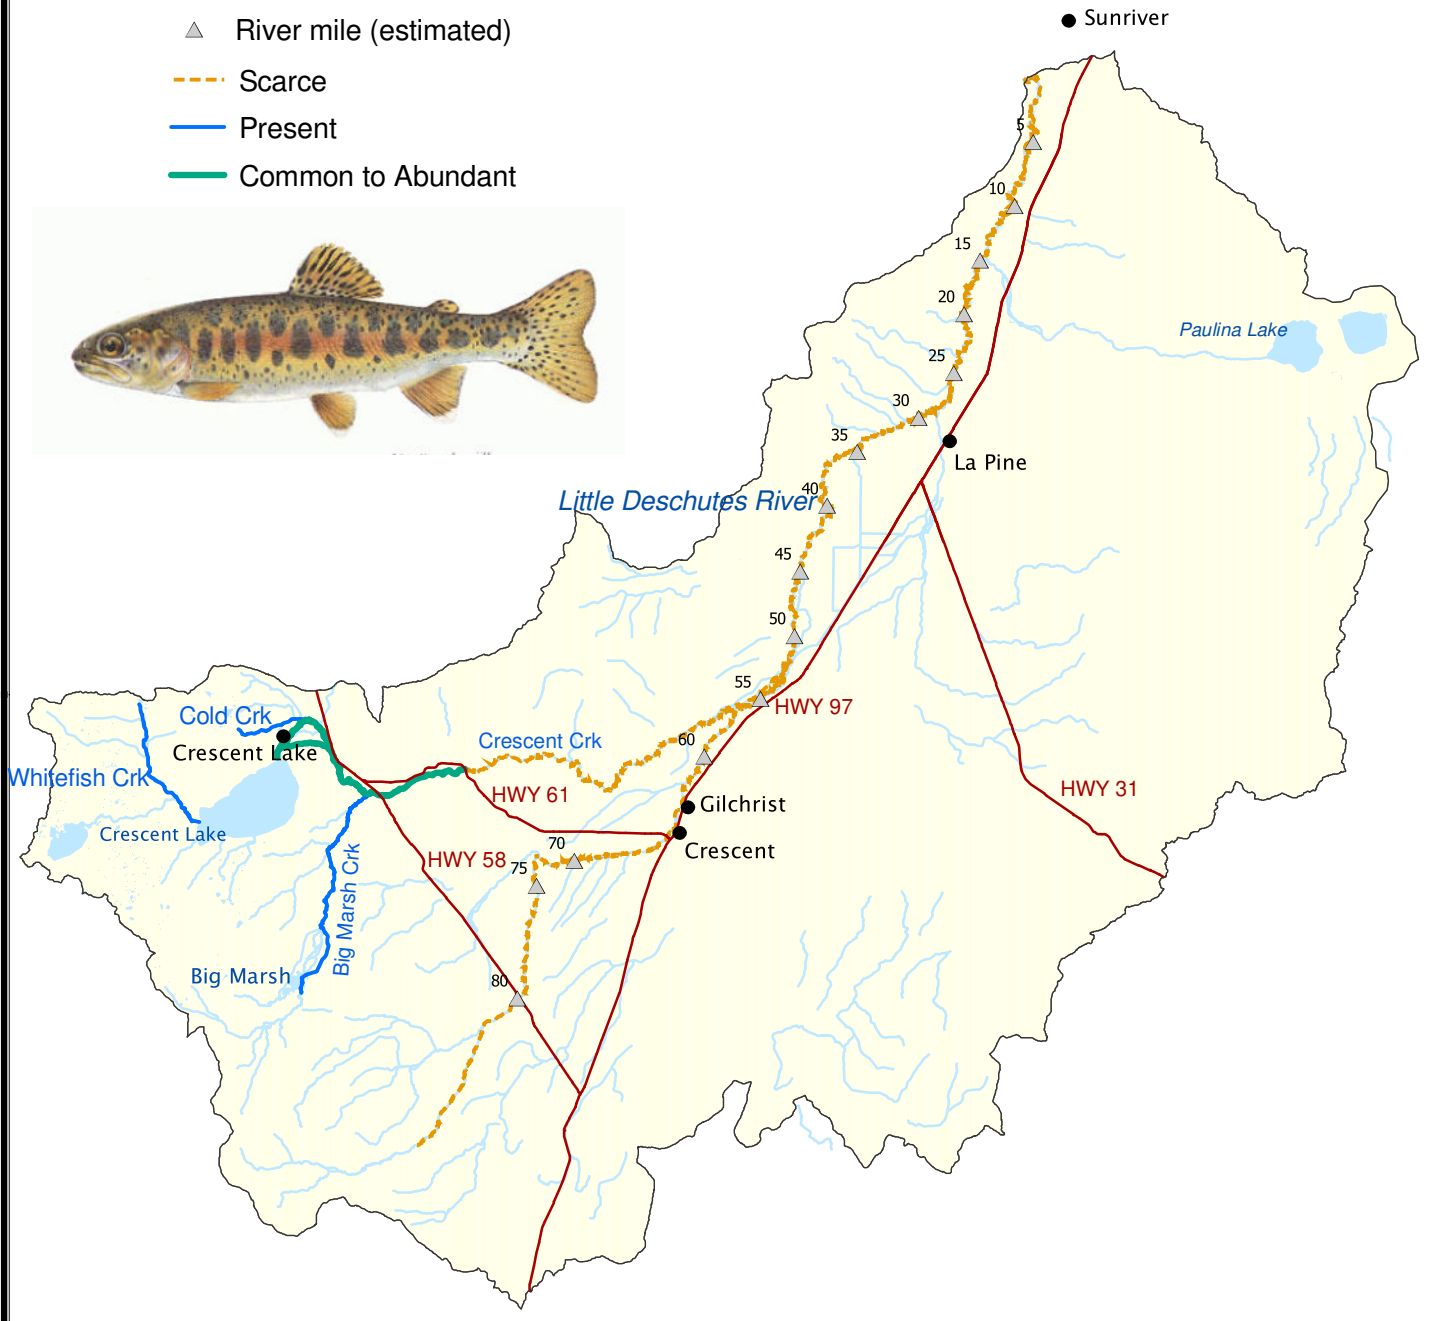 Sunriver
River mile (estimated)
Scarce
Present
Common to Abundant
5
10
15
20
25
30
35
40
45
50
55
60
70
75
80
Paulina Lake
La Pine
Little Deschutes River
HWY 97
Cold Crk
Crescent Lake
Crescent Crk
Whitefish Crk
HWY 61
HWY 31
Gilchrist
Crescent Lake
Crescent
HWY 58
Big Marsh Crk
Big Marsh